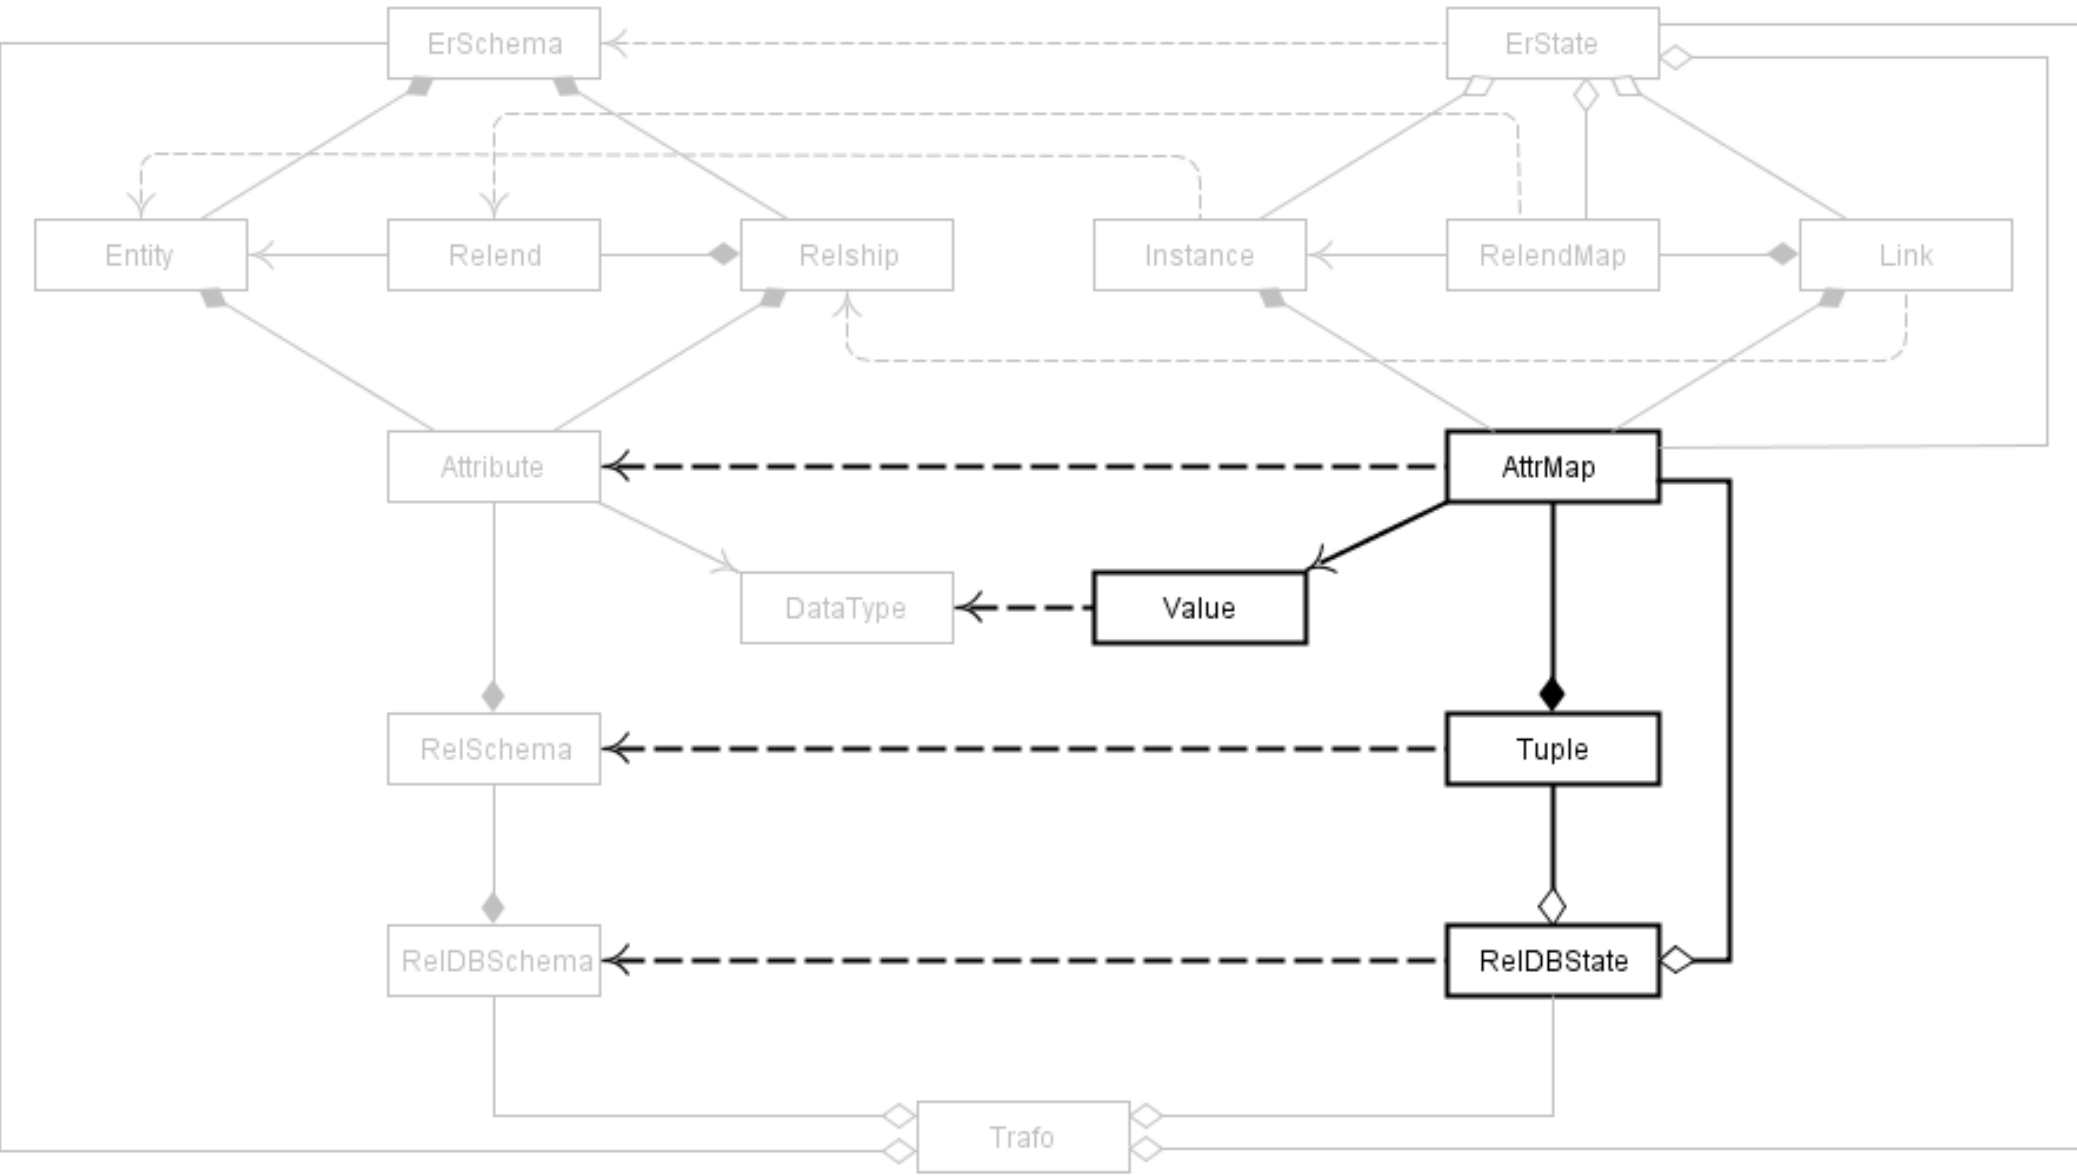 ErSchema
ErState
Entity
Relend
Relship
Instance
RelendMap
Link
Attribute
AttrMap
DataType
Value
RelSchema
Tuple
RelDBSchema
RelDBState
Trafo